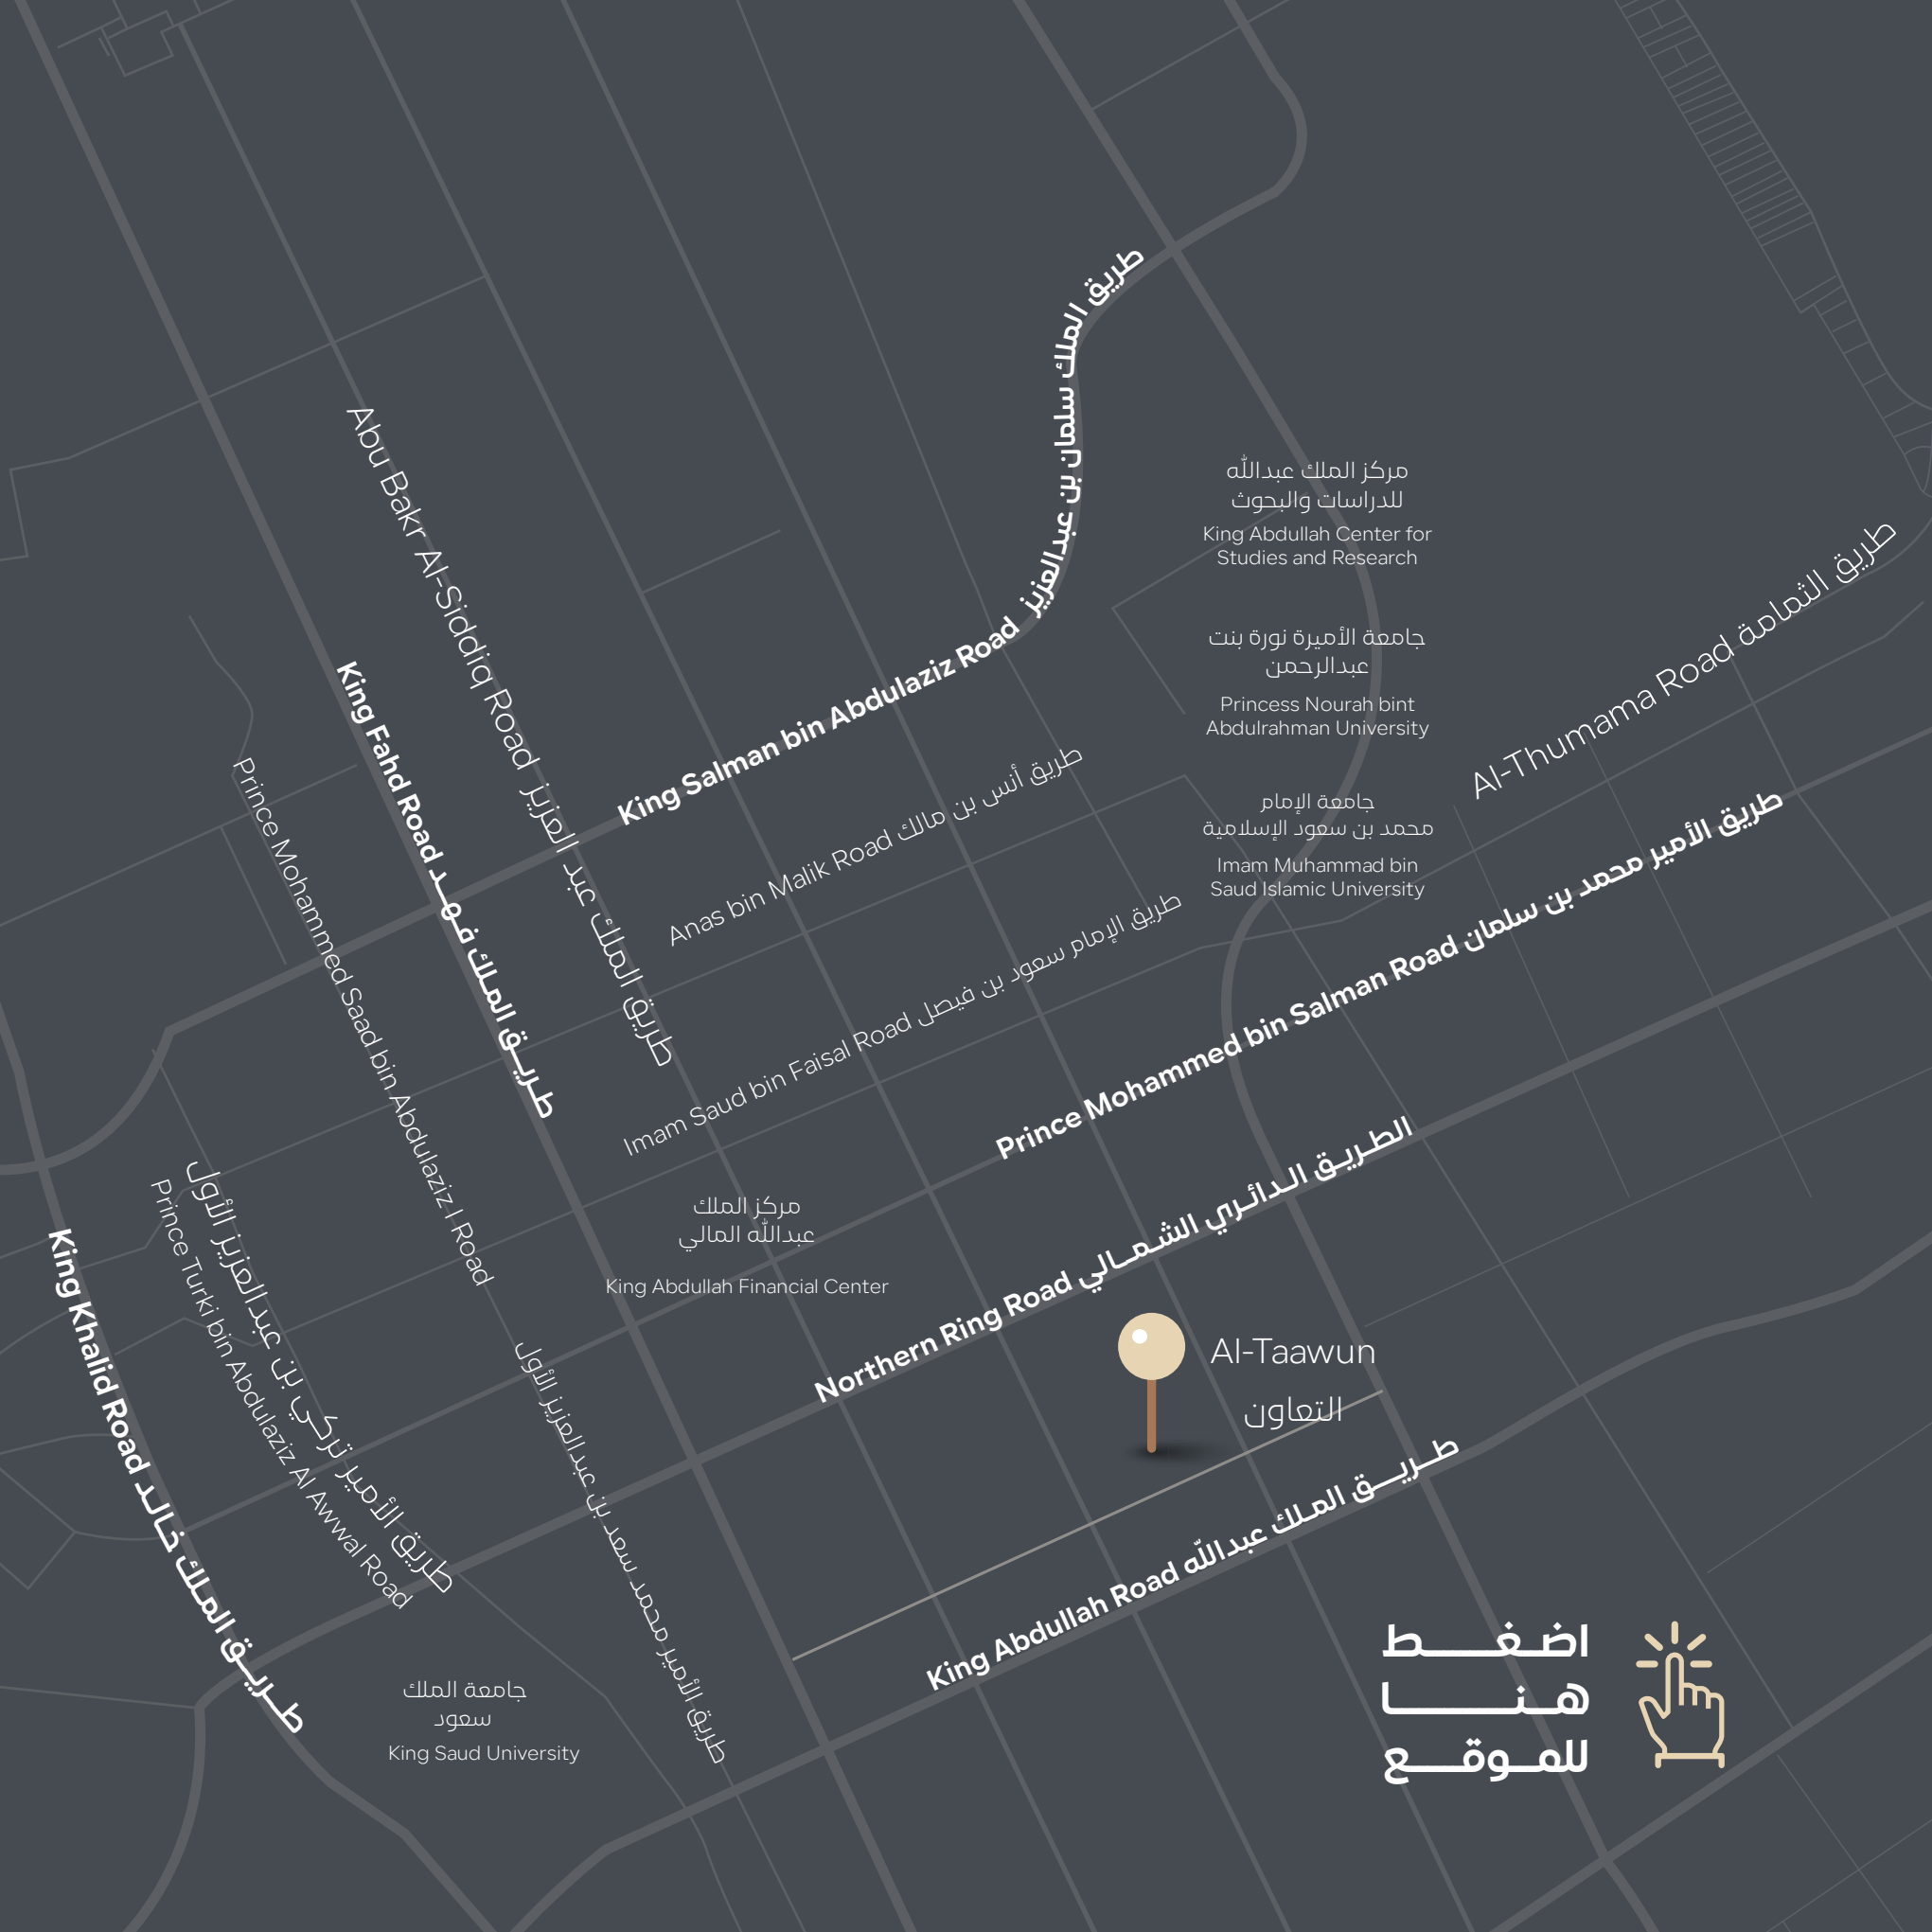 طريق الملك سلمان بن عبدالعزيز
King Salman bin Abdulaziz Road
Abu Bakr Al-Siddiq Road
طريق الملك عبد العزيز
مركز الملك عبدالله
للدراسات والبحوث
King Abdullah Center for
Studies and Research
Al-Thumama Road طريق الثمامة
جامعة الأميرة نورة بنت
عبدالرحمن
Princess Nourah bint
Abdulrahman University
King Fahd Road طريق الملك فهد
Anas bin Malik Road طريق أنس بن مالك
جامعة الإمام
محمد بن سعود الإسلامية
Imam Muhammad bin
Saud Islamic University
Prince Mohammed Saad bin Abdulaziz I Road
طريق الأمير محمد سعد بن عبدالعزيز الأول
Imam Saud bin Faisal Road طريق الإمام سعود بن فيصل
Prince Mohammed bin Salman Road طريق الأمير محمد بن سلمان
Northern Ring Road الطريق الدائري الشمالي
مركز الملك
عبدالله المالي
King Abdullah Financial Center
طريق الأمير تركي بن عبدالعزيز الأول
Prince Turki bin Abdulaziz Al Awwal Road
King Khalid Road طريق الملك خالد
Al-Taawun
التعاون
King Abdullah Road طريق الملك عبدالله
جامعة الملك
سعود
King Saud University
اضغط
هنا
للموقع